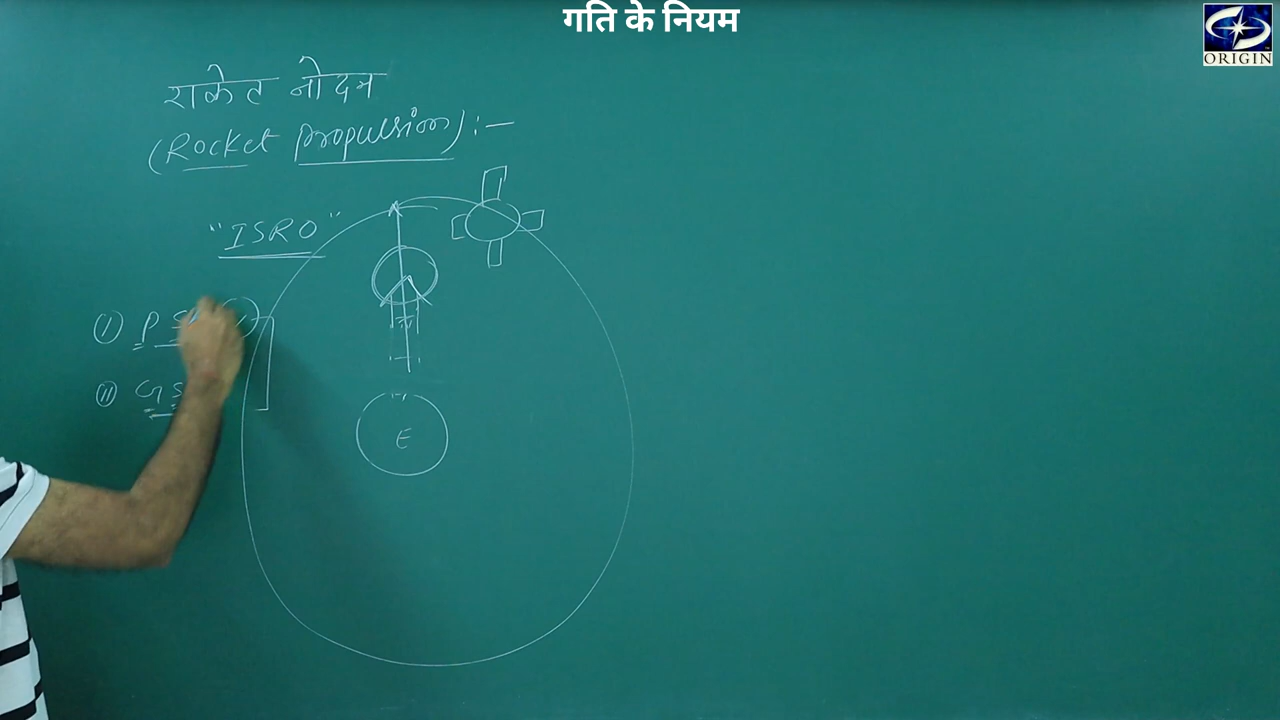 गति के नियम
ORIGIN
राकेट नोदन
(Rocket Propulsion) :-
"ISRO"
(I) P S
(II) G S
E